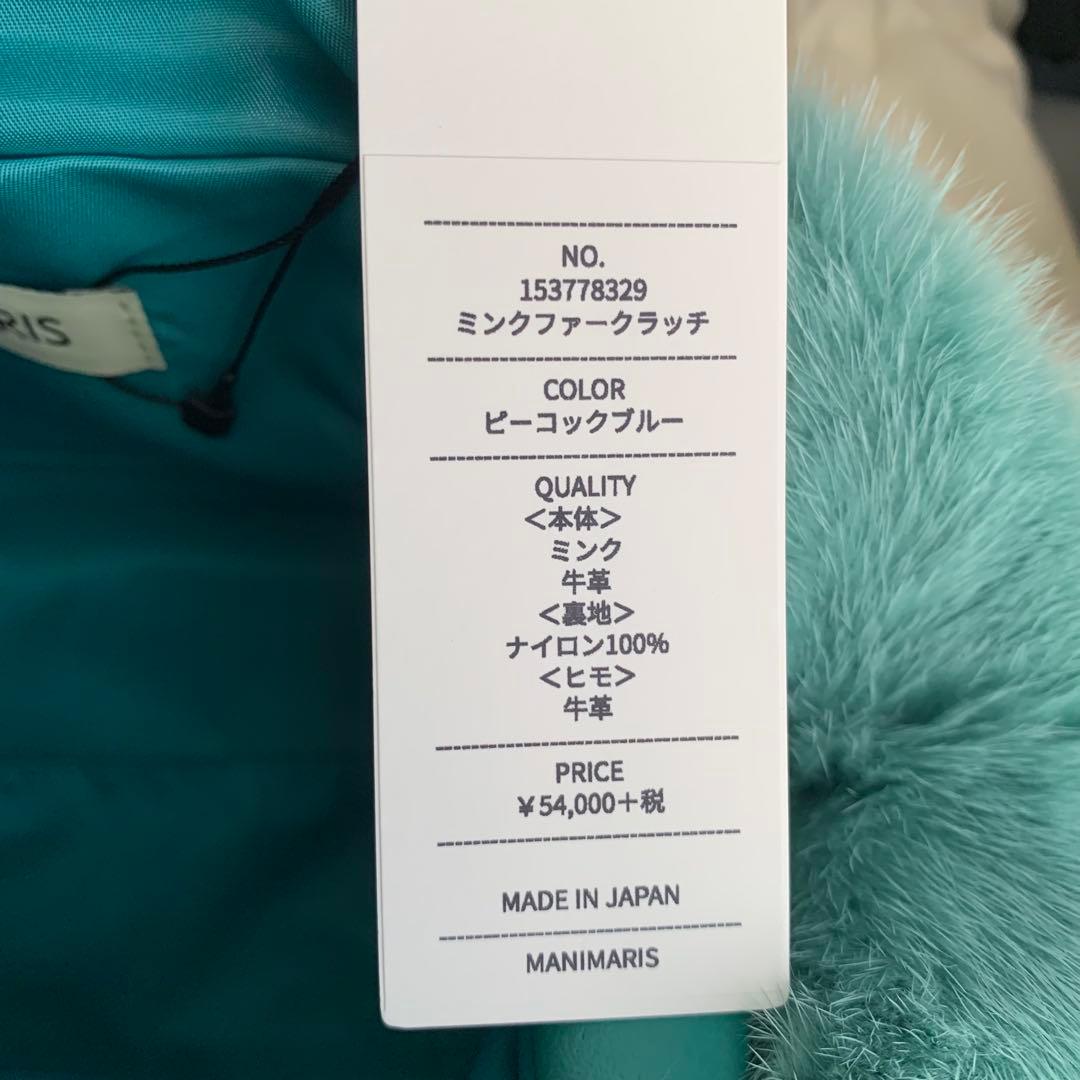 RIS
NO.
153778329
ミンクファークラッチ
COLOR
ピーコックブルー
QUALITY
＜本体＞
ミンク
牛革
＜裏地＞
ナイロン100%
＜ヒモ＞
牛革
PRICE
￥54,000＋税
MADE IN JAPAN
MANIMARIS